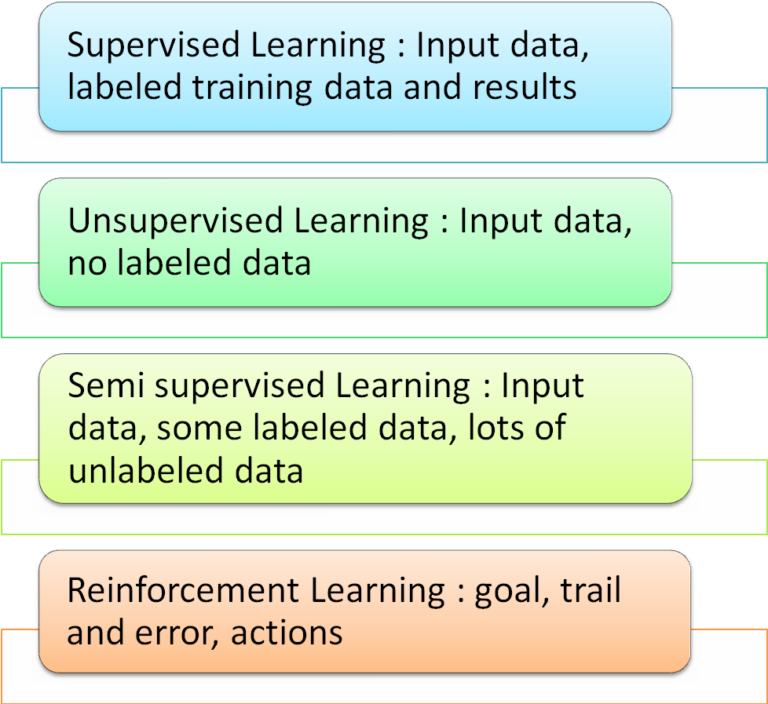 Supervised Learning : Input data,
labeled training data and results
Unsupervised Learning : Input data,
no labeled data
Semi supervised Learning : Input
data, some labeled data, lots of
unlabeled data
Reinforcement Learning : goal, trail
and error, actions